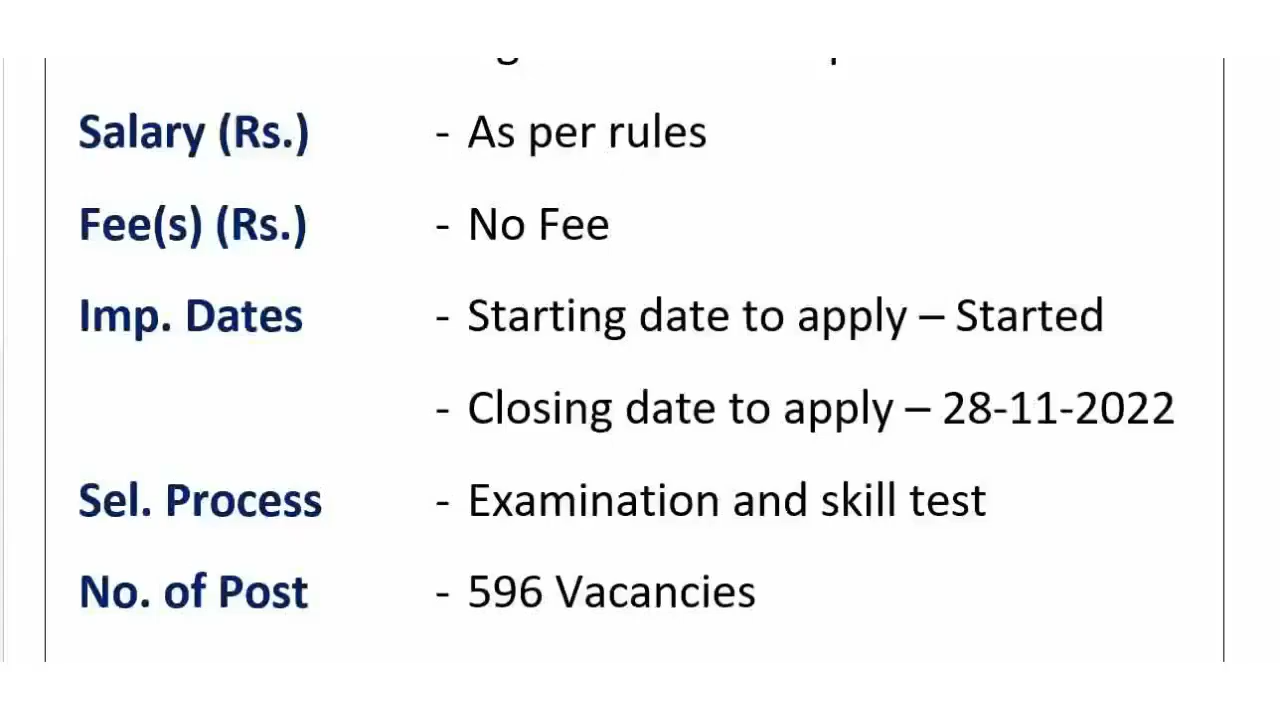 Salary (Rs.) - As per rules
Fee(s) (Rs.) - No Fee
Imp. Dates - Starting date to apply – Started
- Closing date to apply – 28-11-2022
Sel. Process - Examination and skill test
No. of Post - 596 Vacancies